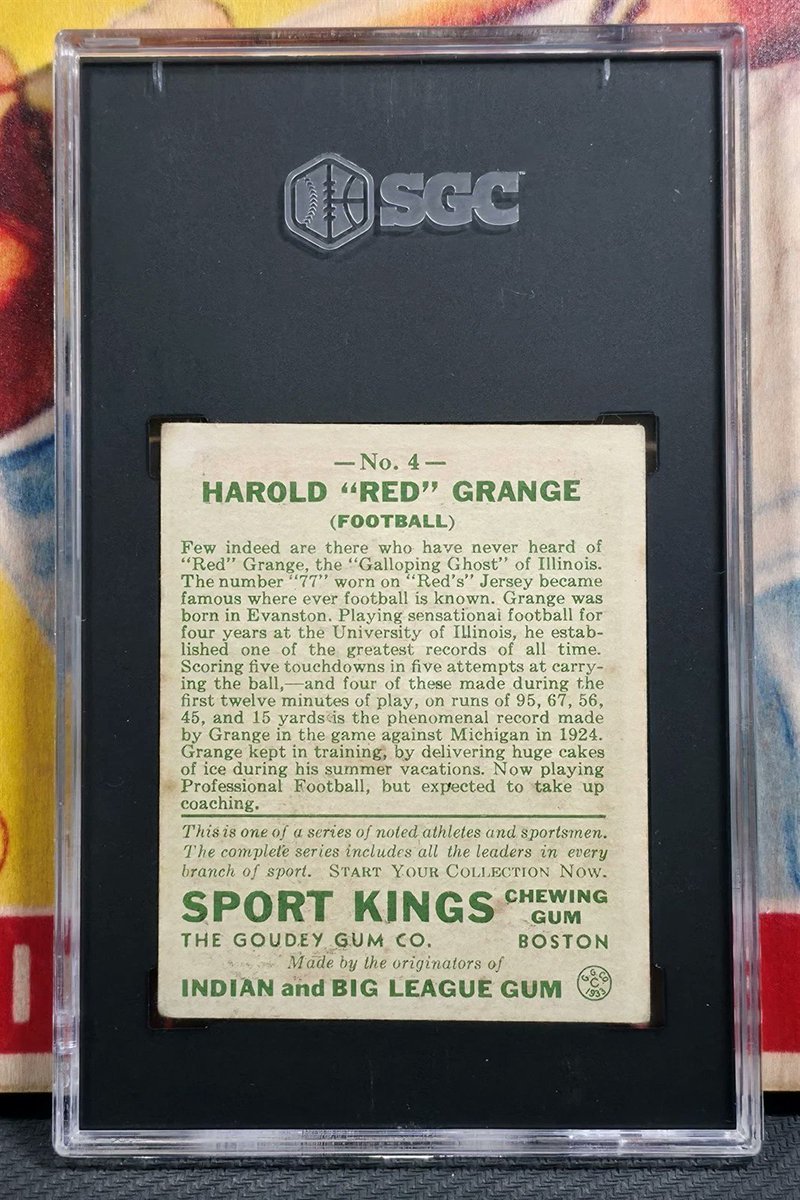 SGC
—No. 4—
HAROLD “RED” GRANGE
(FOOTBALL)
Few indeed are there who have never heard of
“Red” Grange, the “Galloping Ghost” of Illinois.
The number “77” worn on “Red’s” Jersey became
famous where ever football is known. Grange was
born in Evanston. Playing sensational football for
four years at the University of Illinois, he estab-
lished one of the greatest records of all time.
Scoring five touchdowns in five attempts at carry-
ing the ball,—and four of these made during the
first twelve minutes of play, on runs of 95, 67, 56,
45, and 15 yards is the phenomenal record made
by Grange in the game against Michigan in 1924.
Grange kept in training, by delivering huge cakes
of ice during his summer vacations. Now playing
Professional Football, but expected to take up
coaching.
This is one of a series of noted athletes and sportsmen.
The complete series includes all the leaders in every
branch of sport. START YOUR COLLECTION NOW.
SPORT KINGS CHEWING GUM
THE GOUDEY GUM CO. BOSTON
Made by the originators of
INDIAN and BIG LEAGUE GUM
G. G. CO.
C
1933